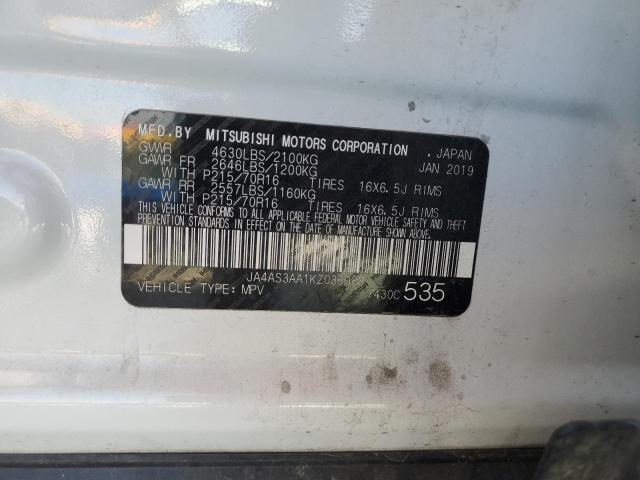 MFD.BY MITSUBISHI MOTORS CORPORATION . JAPAN
GVWR 4630LBS/2100KG JAN 2019
GAWR FR 2646LBS/1200KG
WITH P215/70R16 TIRES 16X6.5J RIMS
GAWR RR 2557LBS/1160KG
WITH P215/70R16 TIRES 16X6.5J RIMS
THIS VEHICLE CONFORMS TO ALL APPLICABLE FEDERAL MOTOR VEHICLE SAFETY AND THEFT
PREVENTION STANDARDS IN EFFECT ON THE DATE OF MANUFACTURE SHOWN ABOVE.
VEHICLE TYPE: MPV 535